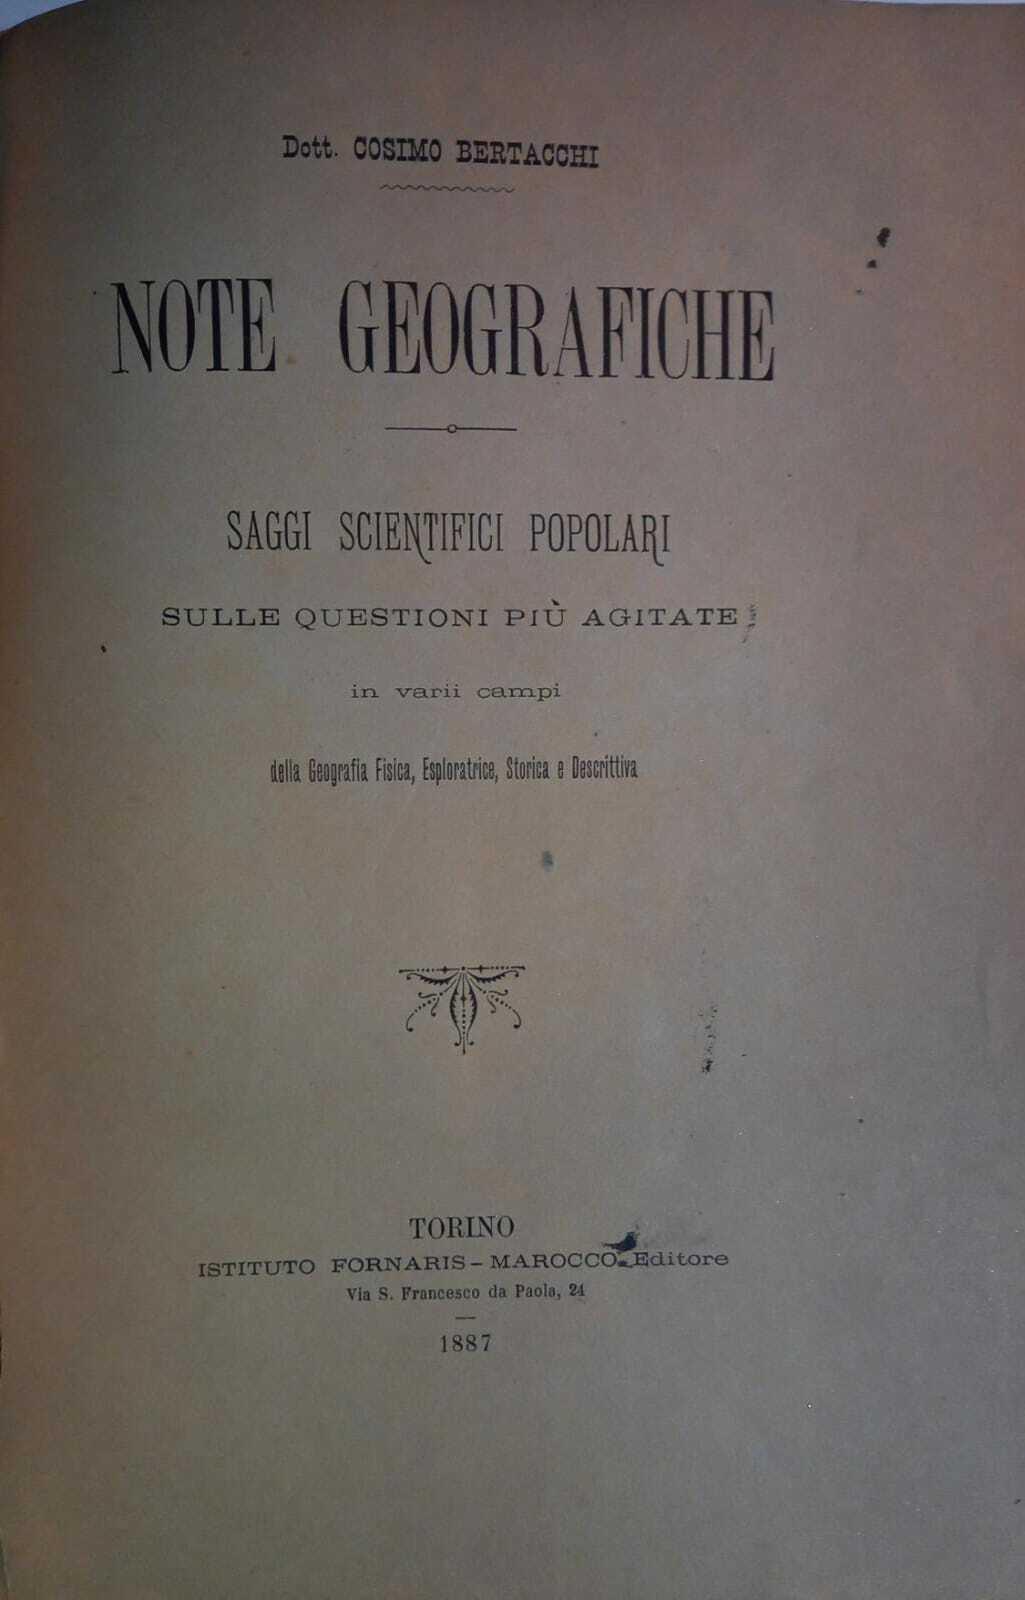 Dott. COSIMO BERTACCHI
NOTE GEOGRAFICHE
SAGGI SCIENTIFICI POPOLARI
SULLE QUESTIONI PIÙ AGITATE
in varii campi
della Geografia Fisica, Esploratrice, Storica e Descrittiva
TORINO
ISTITUTO FORNARIS-MAROCCO Editore
Via S. Francesco da Paola, 24
1887